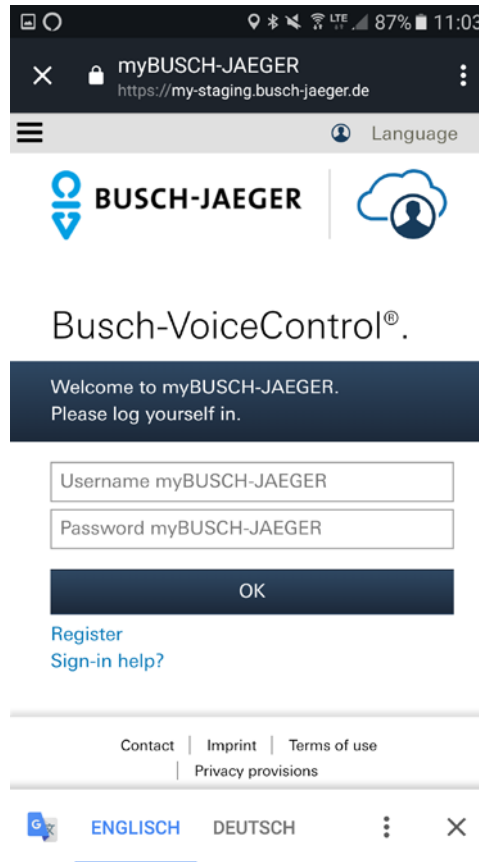 LTE 87% 11:03
myBUSCH-JAEGER
https://my-staging.busch-jaeger.de
Language
BUSCH-JAEGER
Busch-VoiceControl®.
Welcome to myBUSCH-JAEGER.
Please log yourself in.
Username myBUSCH-JAEGER
Password myBUSCH-JAEGER
OK
Register
Sign-in help?
Contact | Imprint | Terms of use
| Privacy provisions
ENGLISCH DEUTSCH